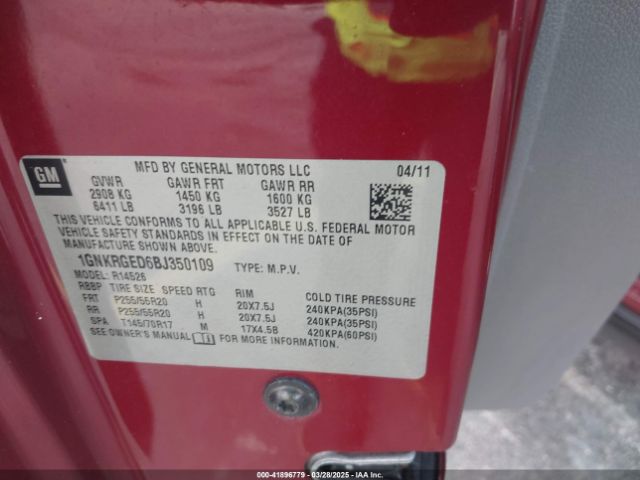 GM
MFD BY GENERAL MOTORS LLC 04/11
GVWR GAWR FRT GAWR RR
2908 KG 1450 KG 1600 KG
6411 LB 3196 LB 3527 LB
THIS VEHICLE CONFORMS TO ALL APPLICABLE U.S. FEDERAL MOTOR
VEHICLE SAFETY STANDARDS IN EFFECT ON THE DATE OF
MANUFACTURE SHOWN ABOVE.
1GNKRGED6BJ350109 TYPE: M.P.V.
MODEL: R14526
RBBP TIRE SIZE SPEED RTG RIM COLD TIRE PRESSURE
FRT P255/55R20 H 20X7.5J 240KPA(35PSI)
RR P255/55R20 H 20X7.5J 240KPA(35PSI)
SPA T145/70R17 M 17X4.5B 420KPA(60PSI)
SEE OWNER'S MANUAL FOR MORE INFORMATION.
000-41896779 - 03/28/2025 - IAAI.COM